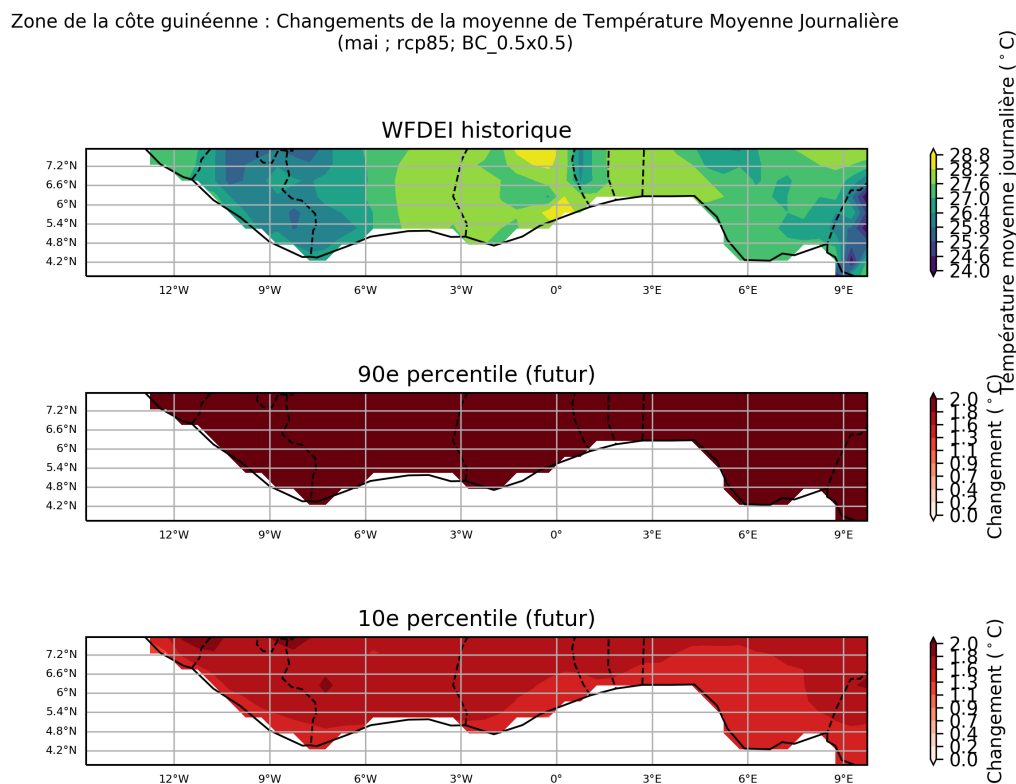 Zone de la côte guinéenne : Changements de la moyenne de Température Moyenne Journalière
(mai ; rcp85; BC_0.5x0.5)
WFDEI historique
7.2°N
6.6°N
6°N
5.4°N
4.8°N
4.2°N
12°W 9°W 6°W 3°W 0° 3°E 6°E 9°E
28.8
28.2
27.6
27.0
26.4
25.8
25.2
24.6
24.0
Température moyenne journalière (°C)
90e percentile (futur)
7.2°N
6.6°N
6°N
5.4°N
4.8°N
4.2°N
12°W 9°W 6°W 3°W 0° 3°E 6°E 9°E
2.0
1.8
1.6
1.3
1.1
0.9
0.7
0.4
0.2
0.0
Changement (°C)
10e percentile (futur)
7.2°N
6.6°N
6°N
5.4°N
4.8°N
4.2°N
12°W 9°W 6°W 3°W 0° 3°E 6°E 9°E
2.0
1.8
1.6
1.3
1.1
0.9
0.7
0.4
0.2
0.0
Changement (°C)